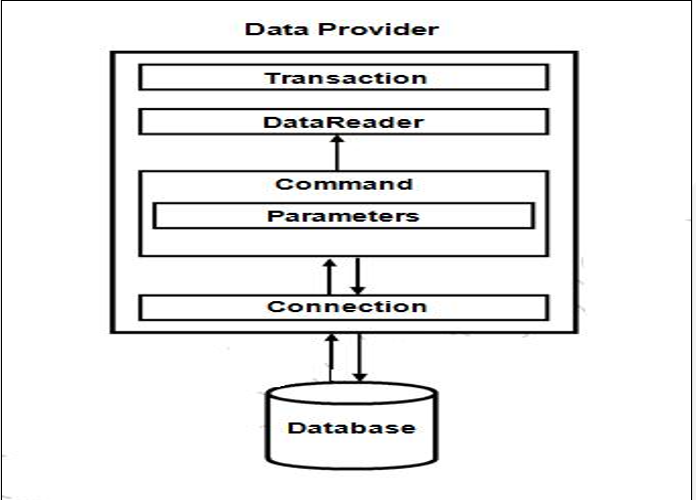 Data Provider
Transaction
DataReader
Command
Parameters
Connection
Database